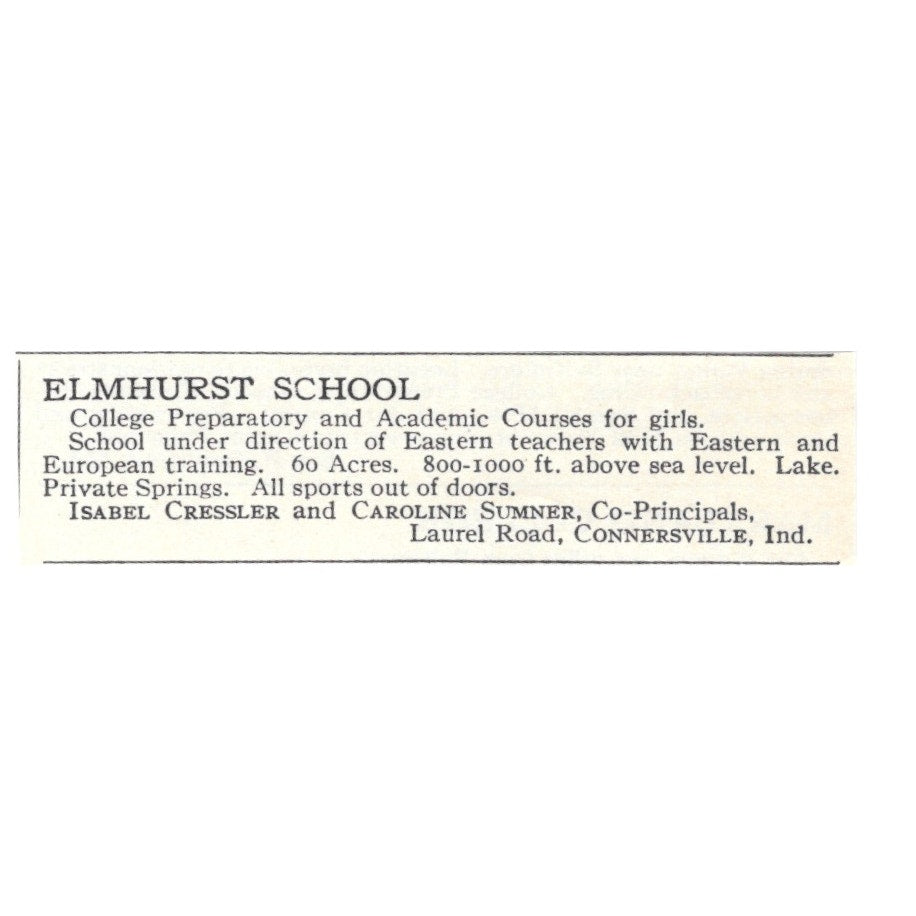 ELMHURST SCHOOL
College Preparatory and Academic Courses for girls.
School under direction of Eastern teachers with Eastern and
European training. 60 Acres. 800-1000 ft. above sea level. Lake.
Private Springs. All sports out of doors.
ISABEL CRESSLER and CAROLINE SUMNER, Co-Principals,
Laurel Road, CONNERSVILLE, Ind.